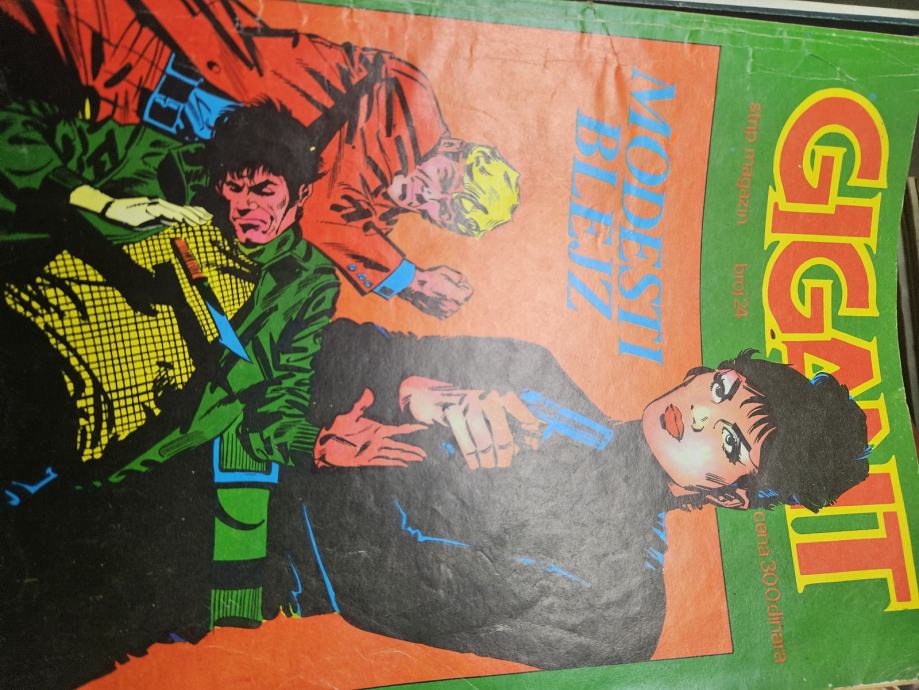 GIGANT
strip magazin broj 24 cena 300 dinara
MODESTI
BLEJZ